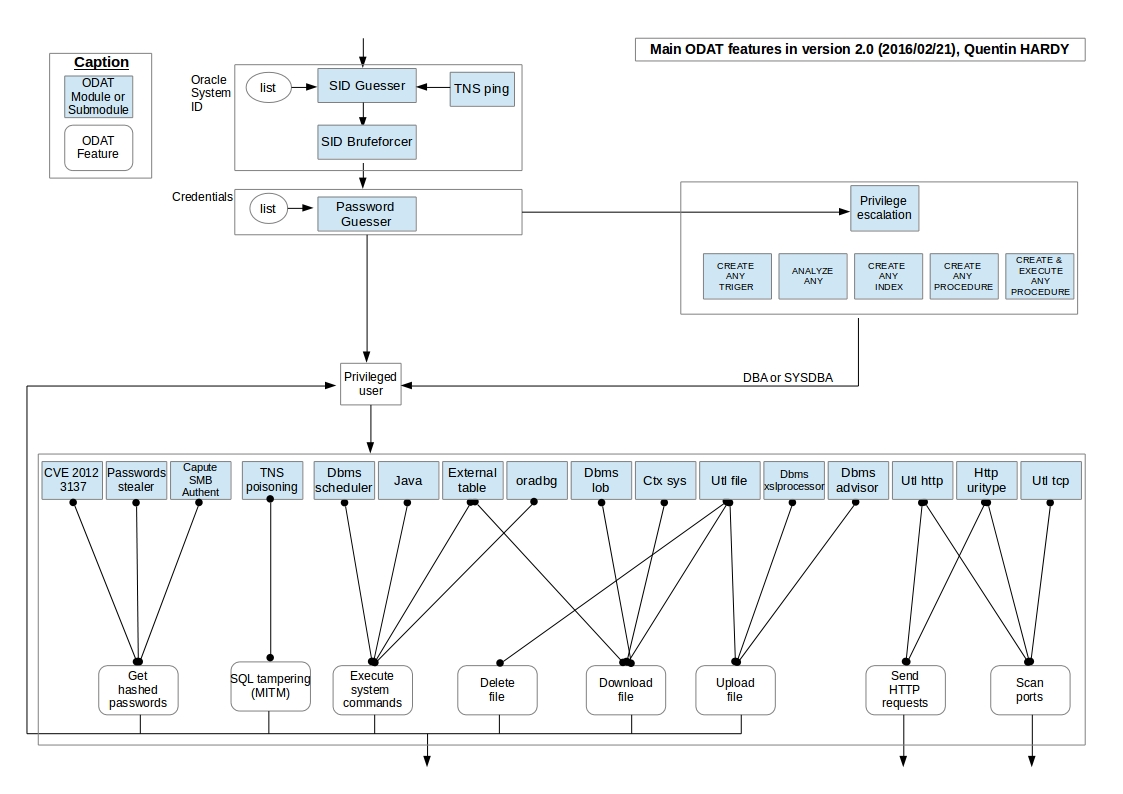 Main ODAT features in version 2.0 (2016/02/21), Quentin HARDY
Caption
ODAT
Module or
Submodule
ODAT
Feature
Oracle
System
ID
list
SID Guesser
TNS ping
SID Brufeforcer
Credentials
list
Password
Guesser
Privilege
escalation
CREATE
ANY
TRIGER
ANALYZE
ANY
CREATE
ANY
INDEX
CREATE
ANY
PROCEDURE
CREATE &
EXECUTE
ANY
PROCEDURE
Privileged
user
DBA or SYSDBA
CVE 2012
3137
Passwords
stealer
Capute
SMB
Authent
TNS
poisoning
Dbms
scheduler
Java
External
table
oradbg
Dbms
lob
Ctx sys
Utl file
Dbms
xslprocessor
Dbms
advisor
Utl http
Http
uritype
Utl tcp
Get
hashed
passwords
SQL tampering
(MITM)
Execute
system
commands
Delete
file
Download
file
Upload
file
Send
HTTP
requests
Scan
ports